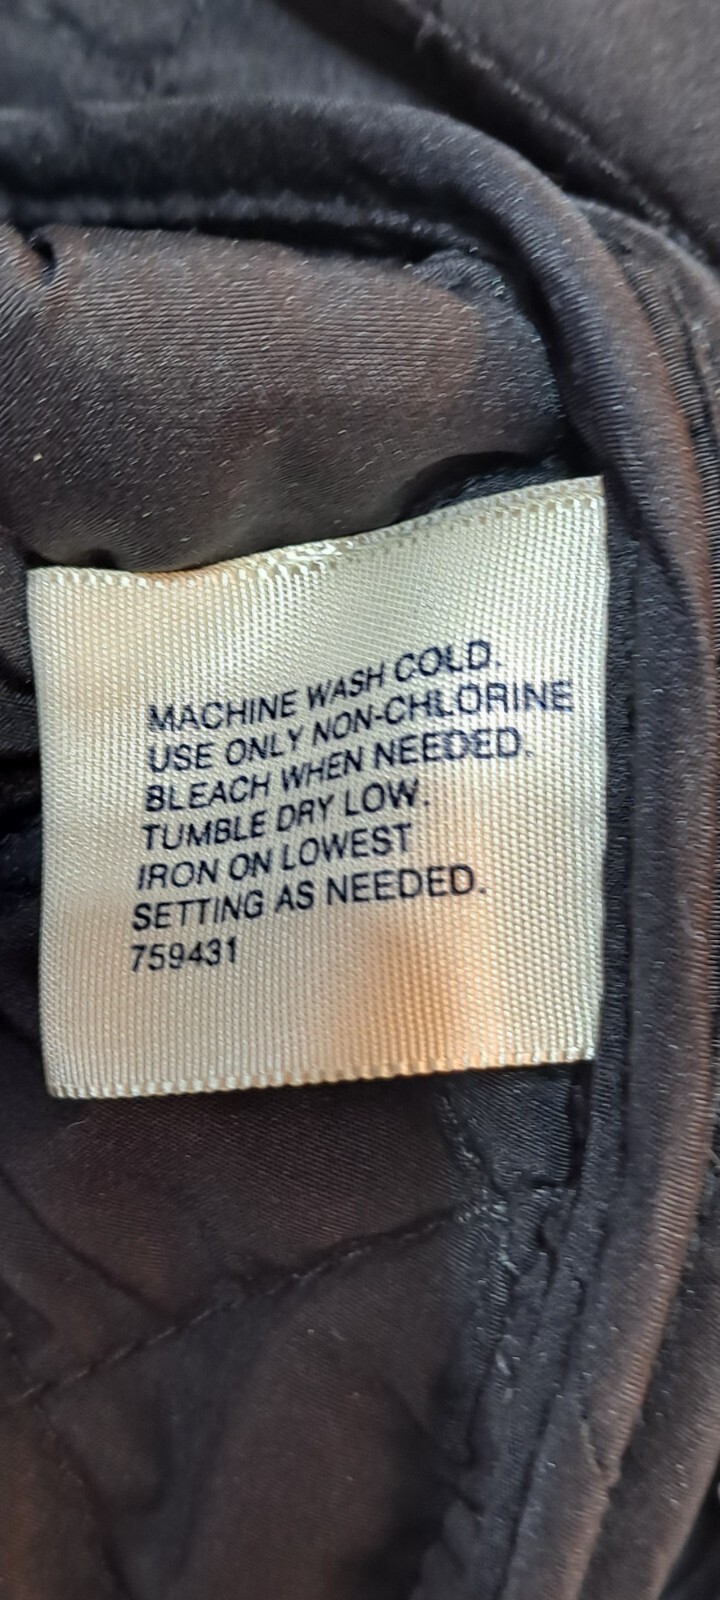 MACHINE WASH COLD.
USE ONLY NON-CHLORINE
BLEACH WHEN NEEDED.
TUMBLE DRY LOW.
IRON ON LOWEST
SETTING AS NEEDED.
759431